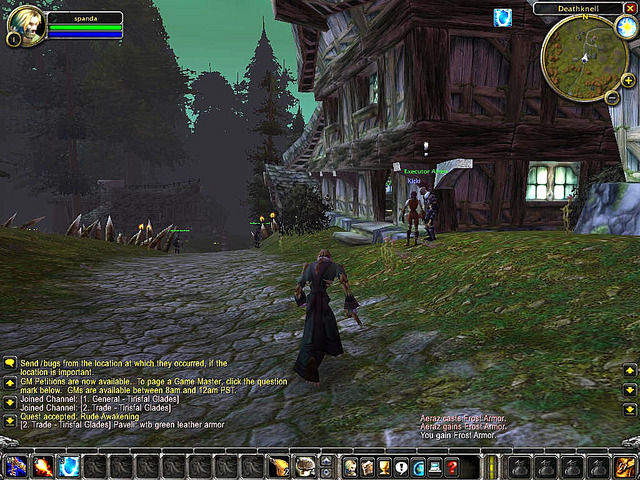 spanda
Deathknell
N
Executor
Send /bugs from the location at which they occurred, if the
location is important.
GM Petitions are now available. To page a Game Master, click the question
mark below. GMs are available between 8am and 12am PST.
Joined Channel: [1. General - Tirisfal Glades]
Joined Channel: [2. Trade - Tirisfal Glades]
Quest accepted: Rude Awakening
[2. Trade - Tirisfal Glades] Paveli: wtb green leather armor
Aeraz casts Frost Armor.
Aeraz gains Frost Armor.
You gain Frost Armor.